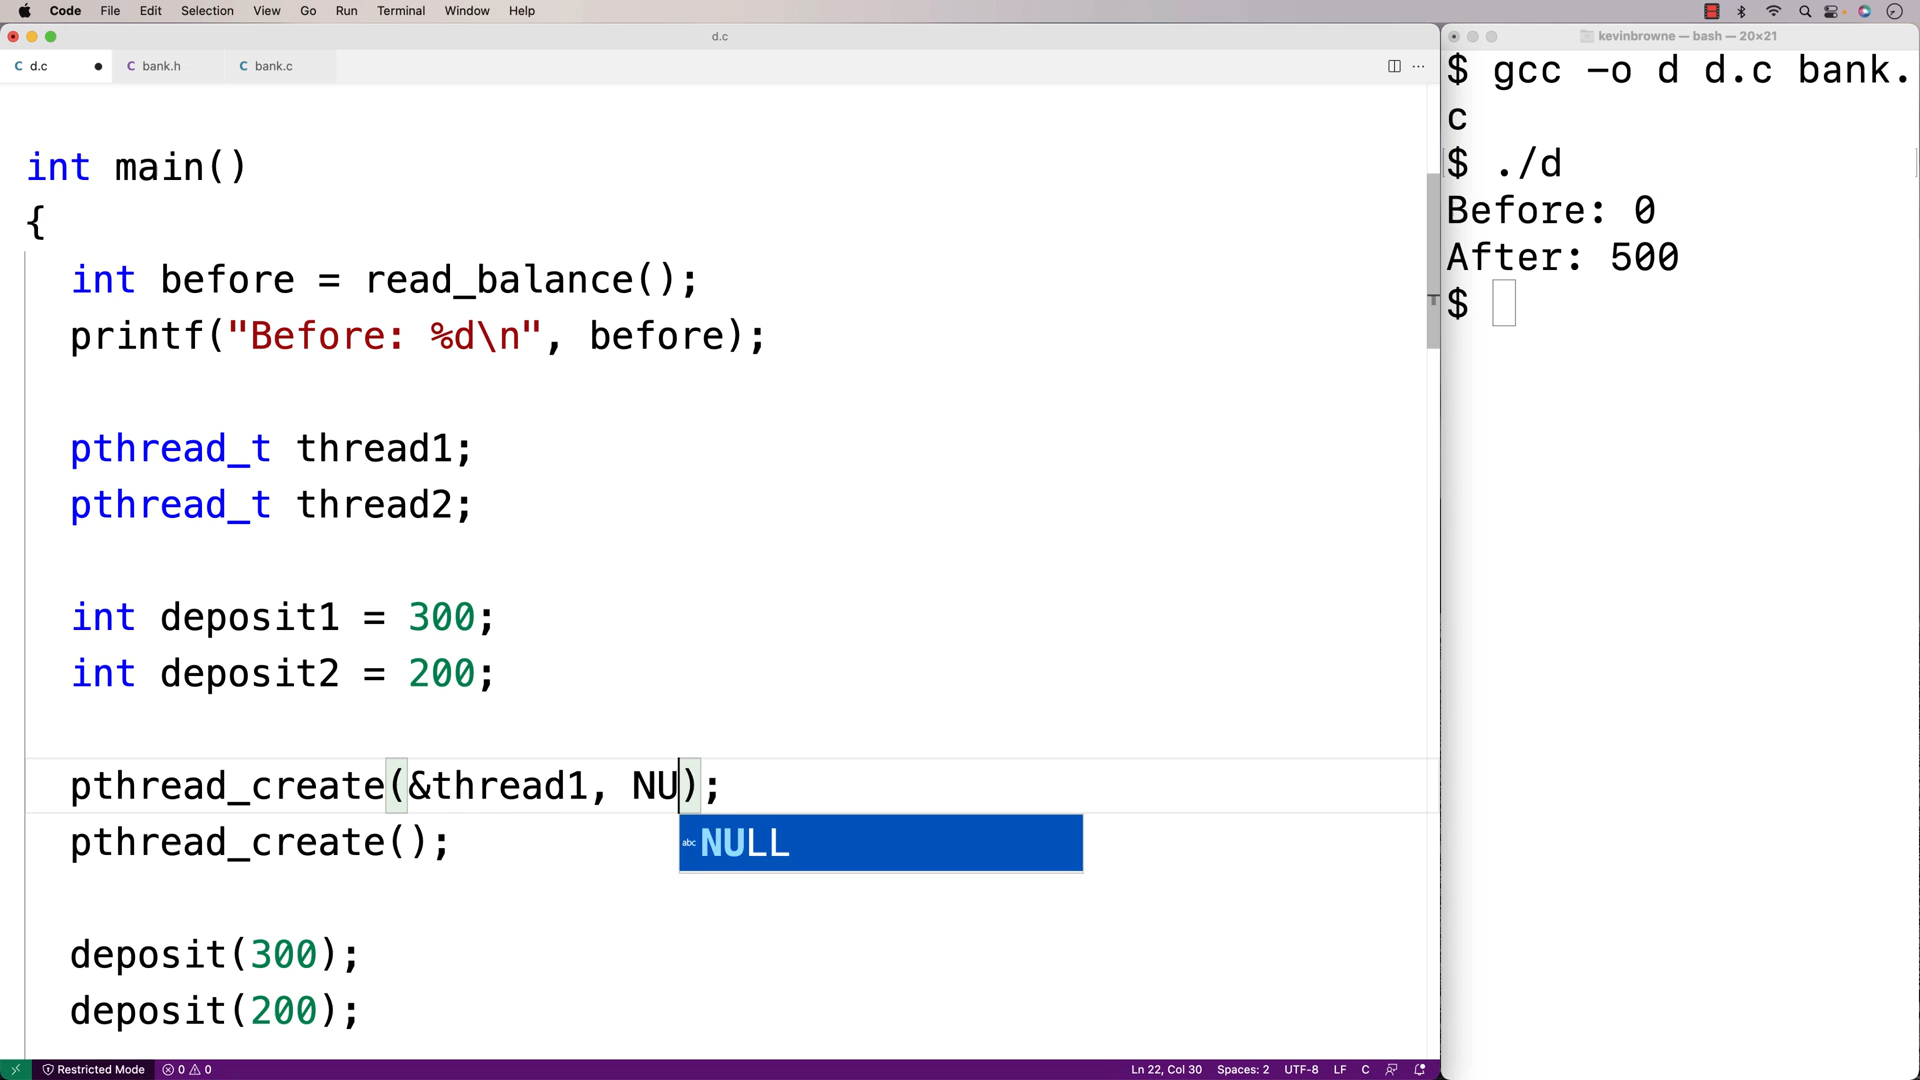 Code File Edit Selection View Go Run Terminal Window Help
d.c
C d.c ● C bank.h C bank.c
int main()
{
int before = read_balance();
printf("Before: %d\n", before);
pthread_t thread1;
pthread_t thread2;
int deposit1 = 300;
int deposit2 = 200;
pthread_create(&thread1, NU);
abc NULL
pthread_create();
deposit(300);
deposit(200);
Restricted Mode 0 0 Ln 22, Col 30 Spaces: 2 UTF-8 LF C
kevinbrowne — bash — 20×21
$ gcc -o d d.c bank.
c
$ ./d
Before: 0
After: 500
$